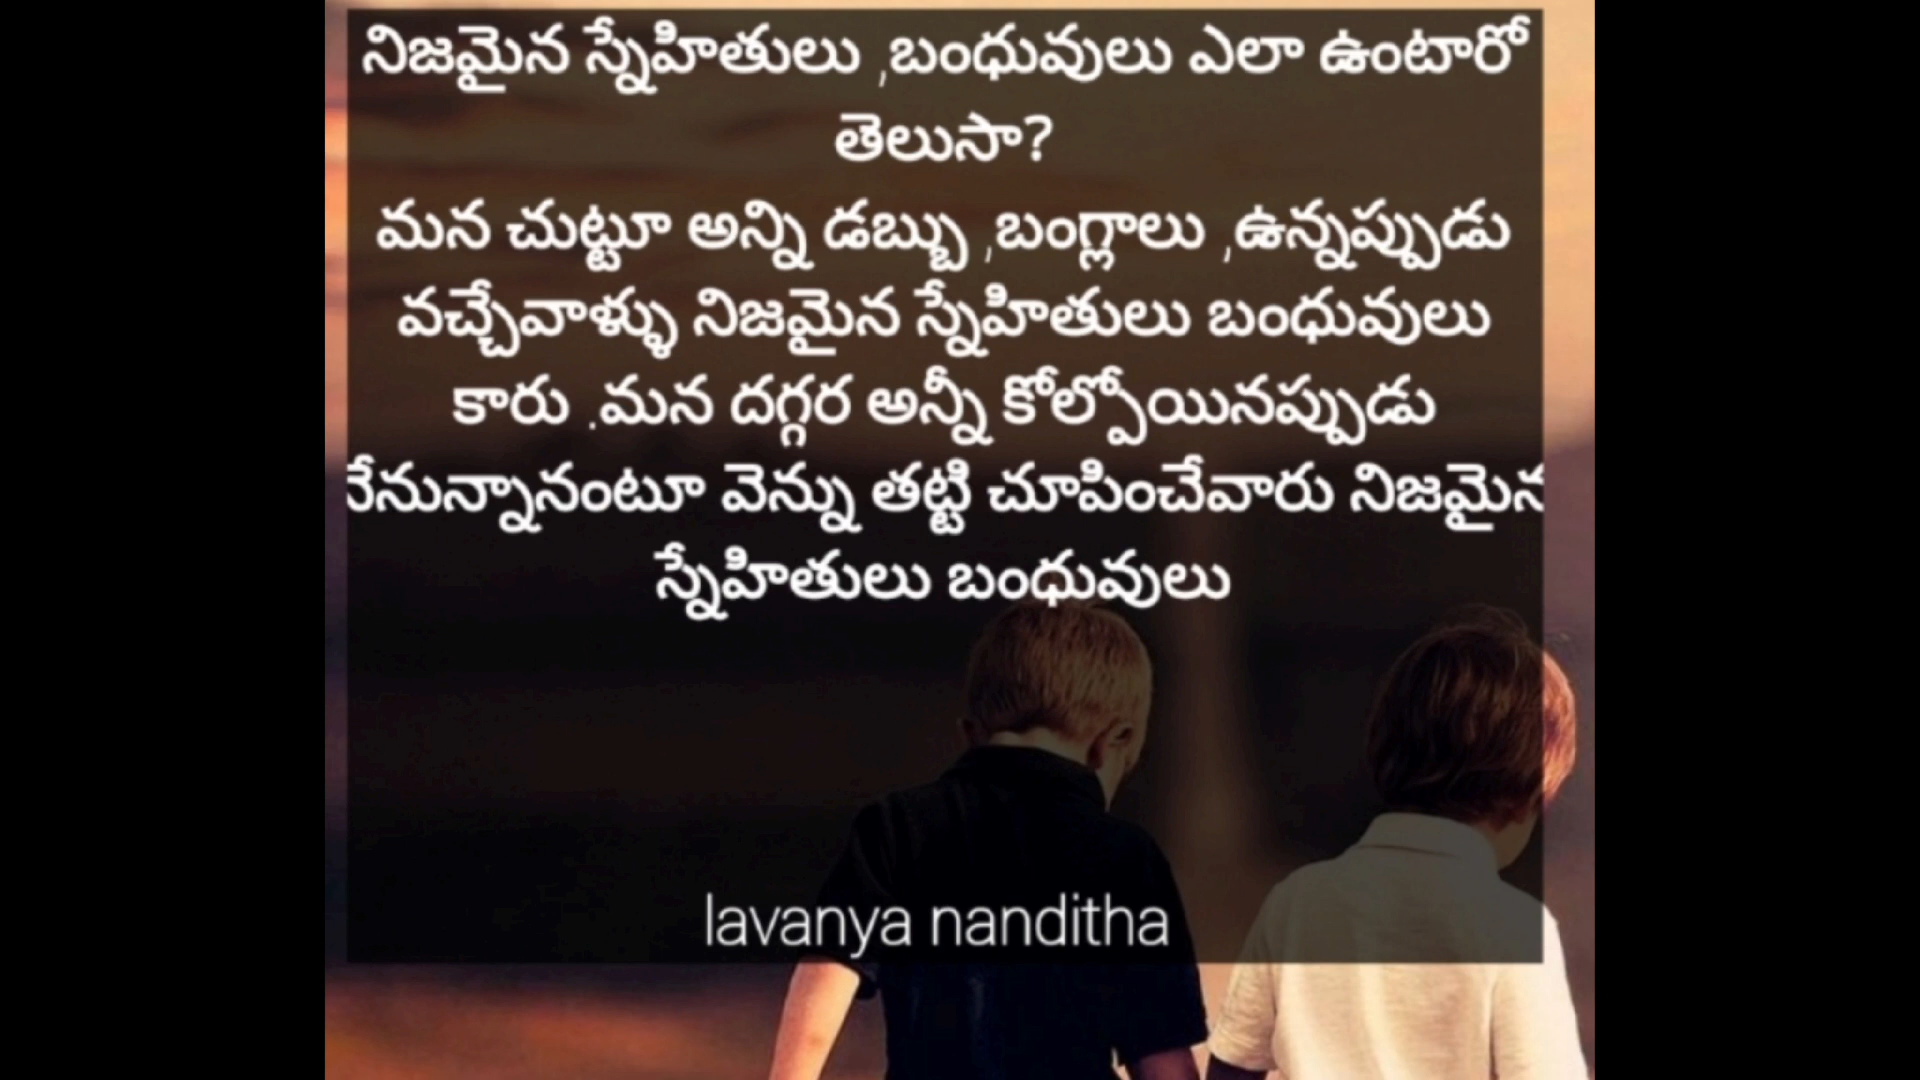 నిజమైన స్నేహితులు ,బంధువులు ఎలా ఉంటారో
తెలుసా?
మన చుట్టూ అన్ని డబ్బు ,బంగ్లాలు ,ఉన్నప్పుడు
వచ్చేవాళ్ళు నిజమైన స్నేహితులు బంధువులు
కారు .మన దగ్గర అన్నీ కోల్పోయినప్పుడు
నేనున్నానంటూ వెన్ను తట్టి చూపించేవారు నిజమైన
స్నేహితులు బంధువులు
lavanya nanditha